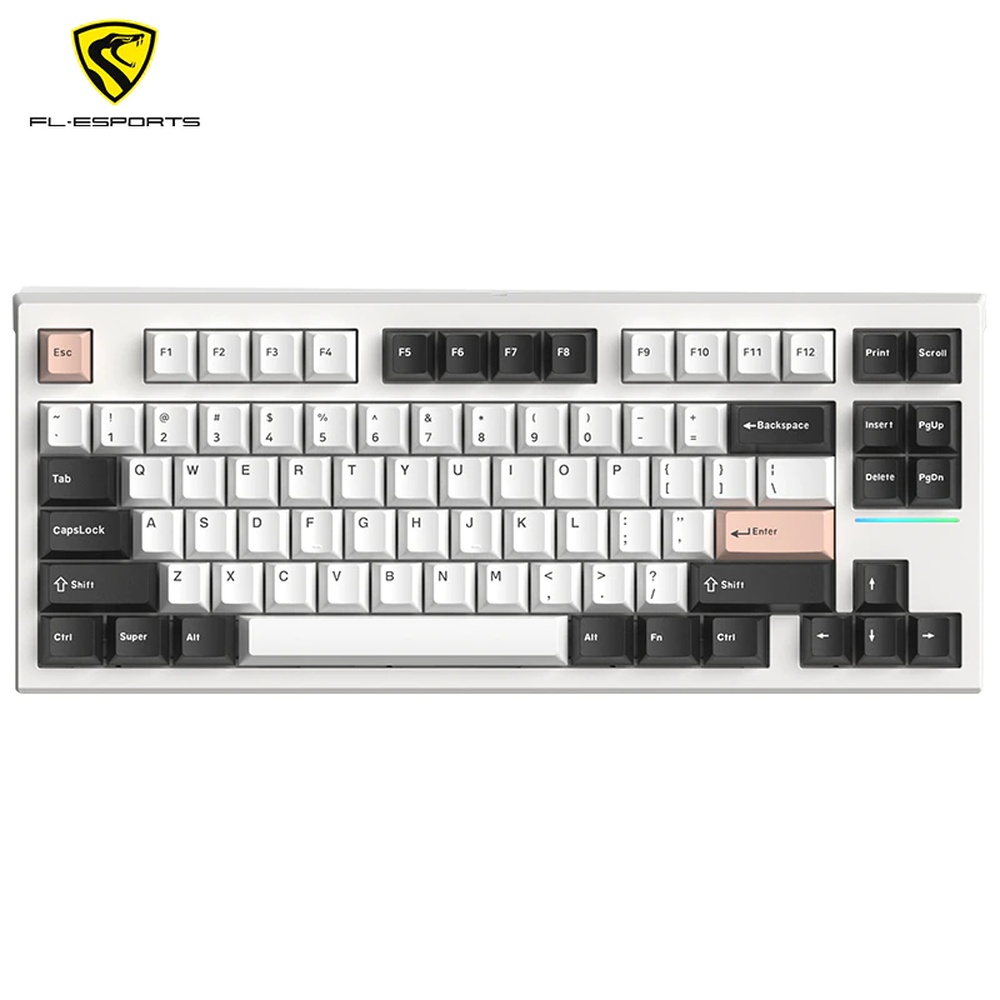 FL·ESPORTS
Esc F1 F2 F3 F4 F5 F6 F7 F8 F9 F10 F11 F12 Print Scroll
~ ! @ # $ % ^ & * ( ) _ +
` 1 2 3 4 5 6 7 8 9 0 - = ←Backspace Insert PgUp
Tab Q W E R T Y U I O P { } ¦
[ ] \ Delete PgDn
CapsLock A S D F G H J K L : ” ↵Enter
; ,
⇧ Shift Z X C V B N M < > ? ⇧ Shift ↑
, . /
Ctrl Super Alt Alt Fn Ctrl ← ↓ →